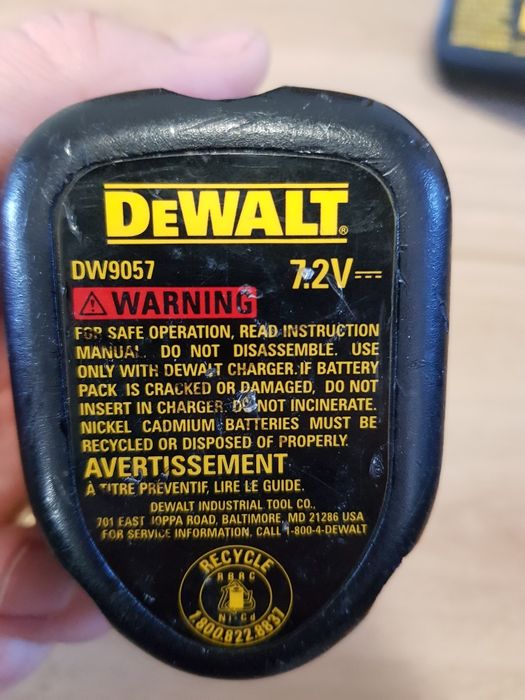 DEWALT®
DW9057 7.2V⎓
⚠ WARNING
FOR SAFE OPERATION, READ INSTRUCTION
MANUAL. DO NOT DISASSEMBLE. USE
ONLY WITH DEWALT CHARGER. IF BATTERY
PACK IS CRACKED OR DAMAGED, DO NOT
INSERT IN CHARGER. DO NOT INCINERATE.
NICKEL CADMIUM BATTERIES MUST BE
RECYCLED OR DISPOSED OF PROPERLY.
AVERTISSEMENT
À TITRE PRÉVENTIF, LIRE LE GUIDE.
DEWALT INDUSTRIAL TOOL CO.,
701 EAST JOPPA ROAD, BALTIMORE, MD 21286 USA
FOR SERVICE INFORMATION, CALL 1-800-4-DEWALT
RECYCLE
RBRC
Ni-Cd
1.800.822.8837